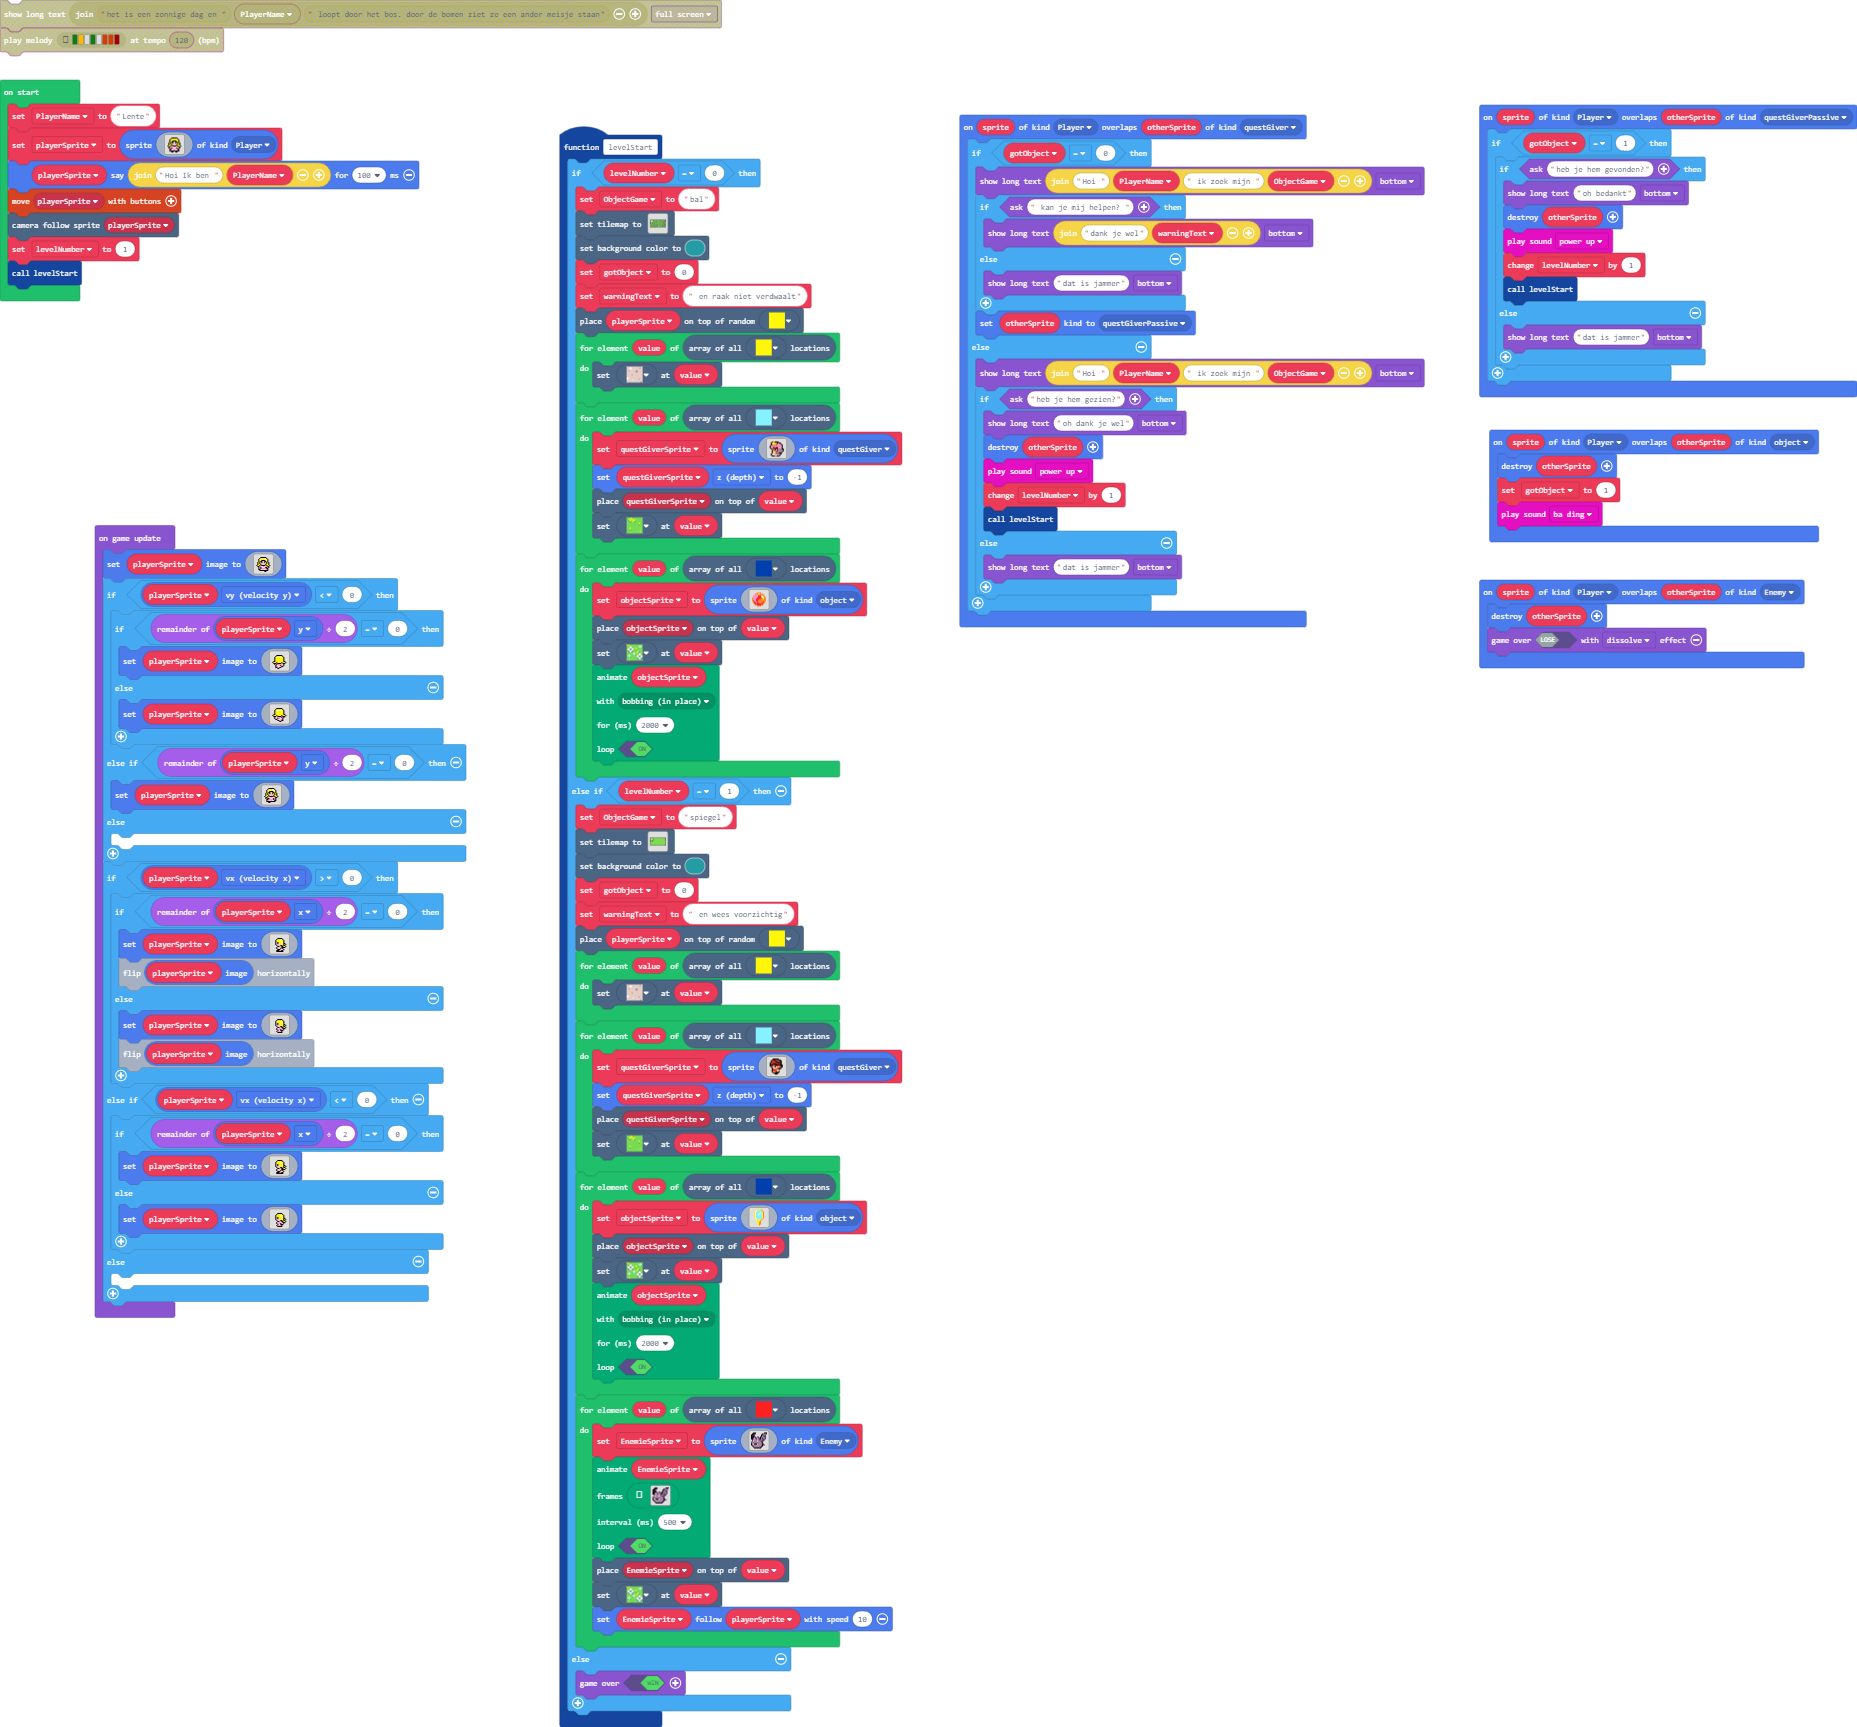 show long text join "het is een zonnige dag en " PlayerName " loopt door het bos. door de bomen ziet ze een ander meisje staan" full screen
play melody at tempo 120 (bpm)
on start
set PlayerName to "Lente"
set playerSprite to sprite of kind Player
playerSprite say join "Hoi Ik ben " PlayerName for 100 ms
move playerSprite with buttons
camera follow sprite playerSprite
set levelNumber to 1
call levelStart
on game update
set playerSprite image to
if playerSprite vy (velocity y) < 0 then
if remainder of playerSprite y ÷ 2 = 0 then
set playerSprite image to
else
set playerSprite image to
else if remainder of playerSprite y ÷ 2 = 0 then
set playerSprite image to
else
if playerSprite vx (velocity x) > 0 then
if remainder of playerSprite x ÷ 2 = 0 then
set playerSprite image to
flip playerSprite image horizontally
else
set playerSprite image to
flip playerSprite image horizontally
else if playerSprite vx (velocity x) < 0 then
if remainder of playerSprite x ÷ 2 = 0 then
set playerSprite image to
else
set playerSprite image to
else
function levelStart
if levelNumber = 0 then
set ObjectGame to "bal"
set tilemap to
set background color to
set gotObject to 0
set warningText to " en raak niet verdwaalt"
place playerSprite on top of random
for element value of array of all locations
do set at value
for element value of array of all locations
do set questGiverSprite to sprite of kind questGiver
set questGiverSprite z (depth) to -1
place questGiverSprite on top of value
set at value
for element value of array of all locations
do set objectSprite to sprite of kind object
place objectSprite on top of value
set at value
animate objectSprite
with bobbing (in place)
for (ms) 2000
loop ON
else if levelNumber = 1 then
set ObjectGame to "spiegel"
set tilemap to
set background color to
set gotObject to 0
set warningText to " en wees voorzichtig"
place playerSprite on top of random
for element value of array of all locations
do set at value
for element value of array of all locations
do set questGiverSprite to sprite of kind questGiver
set questGiverSprite z (depth) to -1
place questGiverSprite on top of value
set at value
for element value of array of all locations
do set objectSprite to sprite of kind object
place objectSprite on top of value
set at value
animate objectSprite
with bobbing (in place)
for (ms) 2000
loop ON
for element value of array of all locations
do set EnemieSprite to sprite of kind Enemy
animate EnemieSprite
frames
interval (ms) 500
loop ON
place EnemieSprite on top of value
set at value
set EnemieSprite follow playerSprite with speed 10
else
game over WIN
on sprite of kind Player overlaps otherSprite of kind questGiver
if gotObject = 0 then
show long text join "Hoi " PlayerName " ik zoek mijn " ObjectGame bottom
if ask " kan je mij helpen? " then
show long text join "dank je wel" warningText bottom
else
show long text "dat is jammer" bottom
set otherSprite kind to questGiverPassive
else
show long text join "Hoi " PlayerName " ik zoek mijn " ObjectGame bottom
if ask "heb je hem gezien?" then
show long text "oh dank je wel" bottom
destroy otherSprite
play sound power up
change levelNumber by 1
call levelStart
else
show long text "dat is jammer" bottom
on sprite of kind Player overlaps otherSprite of kind questGiverPassive
if gotObject = 1 then
if ask "heb je hem gevonden?" then
show long text "oh bedankt" bottom
destroy otherSprite
play sound power up
change levelNumber by 1
call levelStart
else
show long text "dat is jammer" bottom
on sprite of kind Player overlaps otherSprite of kind object
destroy otherSprite
set gotObject to 1
play sound ba ding
on sprite of kind Player overlaps otherSprite of kind Enemy
destroy otherSprite
game over LOSE with dissolve effect